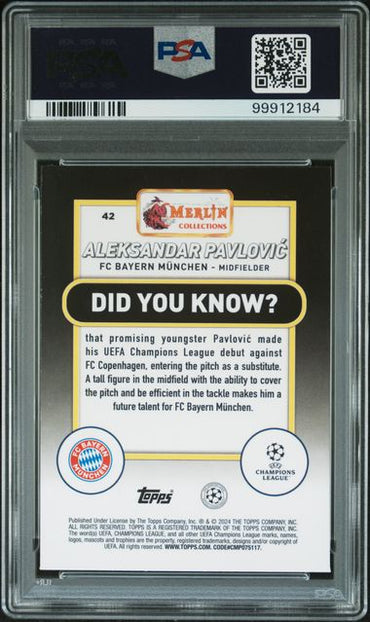 PSA
99912184
42
MERLIN
COLLECTIONS
ALEKSANDAR PAVLOVIĆ
FC BAYERN MÜNCHEN - MIDFIELDER
DID YOU KNOW?
that promising youngster Pavlović made
his UEFA Champions League debut against
FC Copenhagen, entering the pitch as a substitute.
A tall figure in the midfield with the ability to cover
the pitch and be efficient in the tackle makes him a
future talent for FC Bayern München.
FC BAYERN
MÜNCHEN
CHAMPIONS
LEAGUE
Topps
Published Under License by The Topps Company, Inc. ® & © 2024 THE TOPPS COMPANY, INC.
ALL RIGHTS RESERVED. TOPPS IS A REGISTERED TRADEMARK OF THE TOPPS COMPANY, INC.
The word(s) UEFA, CHAMPIONS LEAGUE, and all other UEFA Champions League marks, names,
logos, mascots and trophies are the property, registered trademarks, designs and/or copyright of
UEFA. All rights reserved. WWW.TOPPS.COM. CODE#CMP075117.